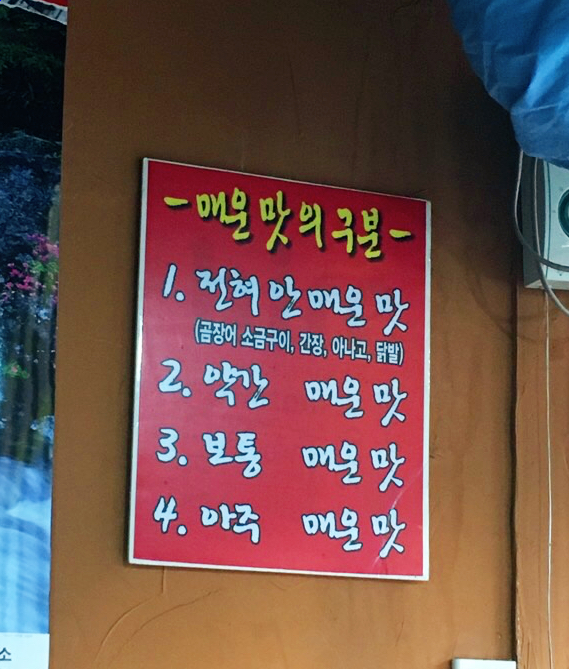 -매운 맛의 구분-
1. 전혀 안 매운 맛
(곰장어 소금구이, 간장, 아나고, 닭발)
2. 약간 매운 맛
3. 보통 매운 맛
4. 아주 매운 맛
소